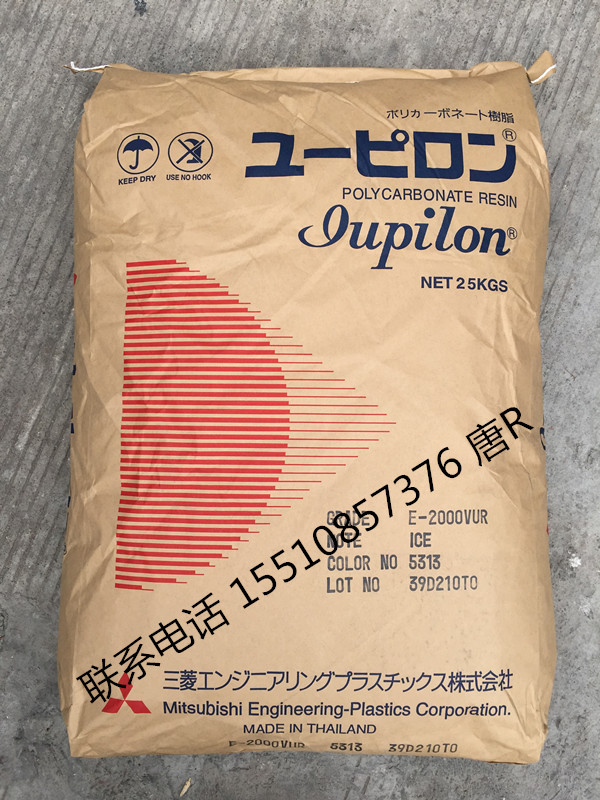 ポリカーボネート樹脂
ユーピロン®
KEEP DRY
USE NO HOOK
POLYCARBONATE RESIN
Iupilon®
NET 25KGS
联系电话 15510857376 唐R
GRADE E-2000VUR
NOTE ICE
COLOR NO 5313
LOT NO 39D210T0
三菱エンジニアリングプラスチックス株式会社
Mitsubishi Engineering-Plastics Corporation.
MADE IN THAILAND
E-2000VUR 5313 39D210T0